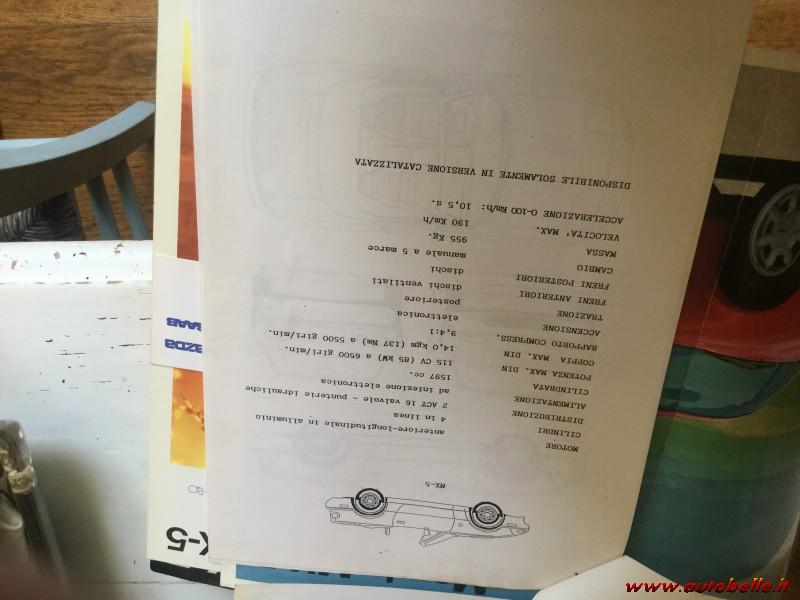 MX-5
MOTORE anteriore-longitudinale in alluminio
CILINDRI 4 in linea
DISTRIBUZIONE 2 ACT 16 valvole - punterie idrauliche
ALIMENTAZIONE ad iniezione elettronica
CILINDRATA 1597 cc.
POTENZA MAX. DIN 115 CV (85 kW a 6500 giri/min.
COPPIA MAX. DIN 14,0 kgm (137 Nm) a 5500 giri/min.
RAPPORTO COMPRESS. 9,4:1
ACCENSIONE elettronica
TRAZIONE posteriore
FRENI ANTERIORI dischi ventilati
FRENI POSTERIORI dischi
CAMBIO manuale a 5 marce
MASSA 955 Kg.
VELOCITA' MAX. 190 Km/h
ACCELERAZIONE 0-100 Km/h: 10,5 s.
DISPONIBILE SOLAMENTE IN VERSIONE CATALIZZATA
SAAB
X-5
www.autobelle.it